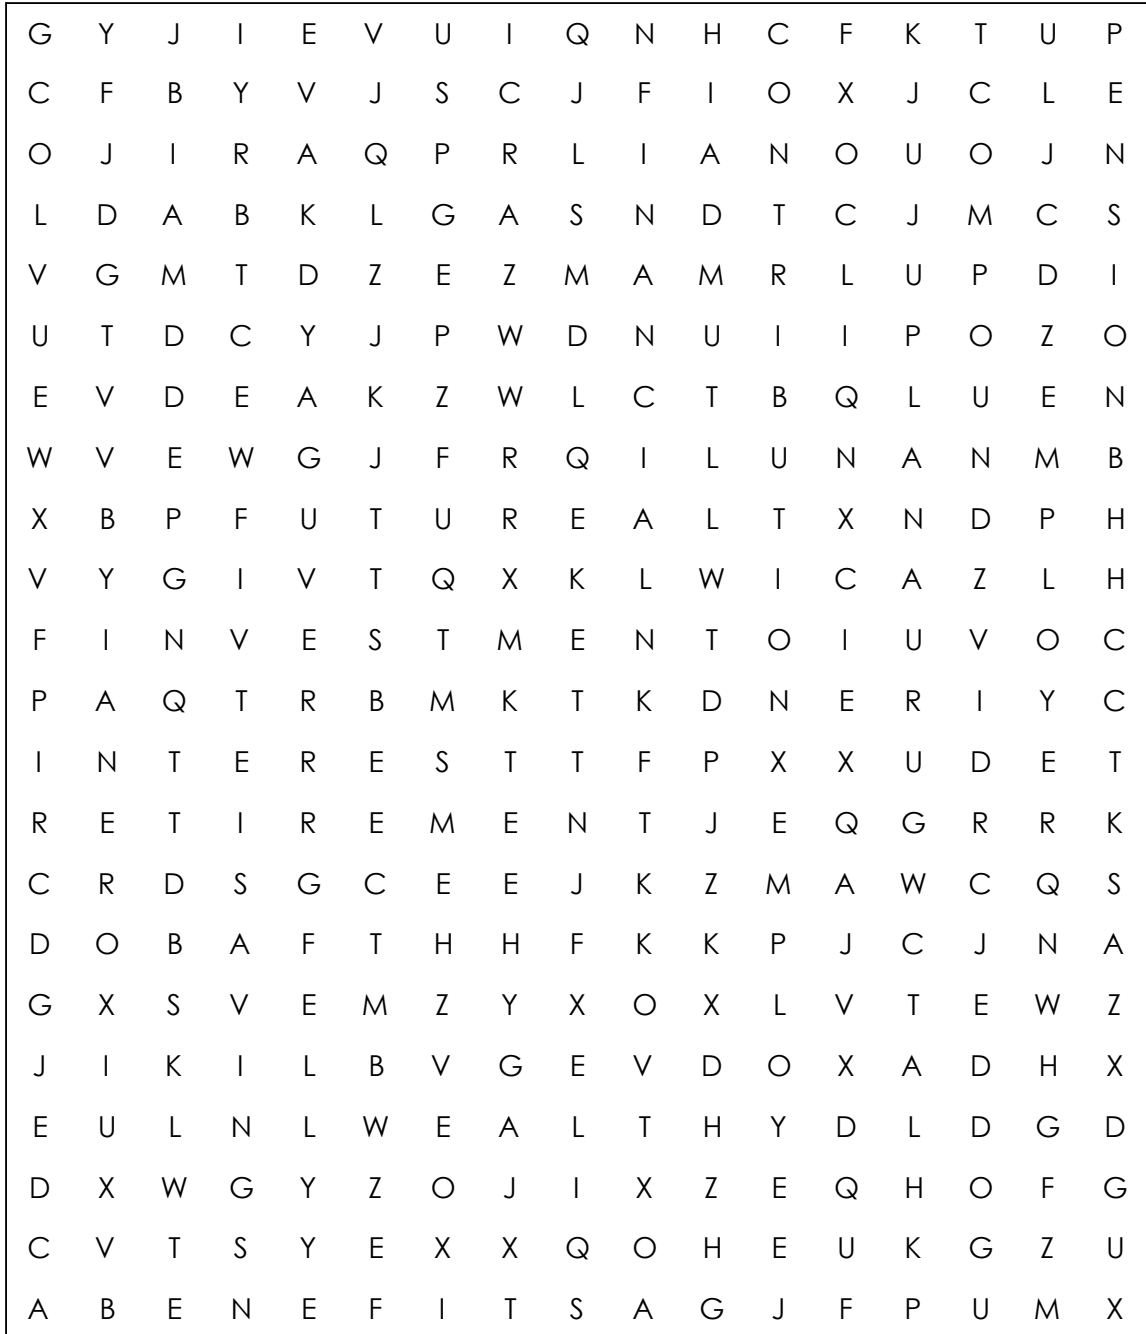 G Y J I E V U I Q N H C F K T U P
C F B Y V J S C J F I O X J C L E
O J I R A Q P R L I A N O U O J N
L D A B K L G A S N D T C J M C S
V G M T D Z E Z M A M R L U P D I
U T D C Y J P W D N U I I P O Z O
E V D E A K Z W L C T B Q L U E N
W V E W G J F R Q I L U N A N M B
X B P F U T U R E A L T X N D P H
V Y G I V T Q X K L W I C A Z L H
F I N V E S T M E N T O I U V O C
P A Q T R B M K T K D N E R I Y C
I N T E R E S T T F P X X U D E T
R E T I R E M E N T J E Q G R R K
C R D S G C E E J K Z M A W C Q S
D O B A F T H H F K K P J C J N A
G X S V E M Z Y X O X L V T E W Z
J I K I L B V G E V D O X A D H X
E U L N L W E A L T H Y D L D G D
D X W G Y Z O J I X Z E Q H O F G
C V T S Y E X X Q O H E U K G Z U
A B E N E F I T S A G J F P U M X